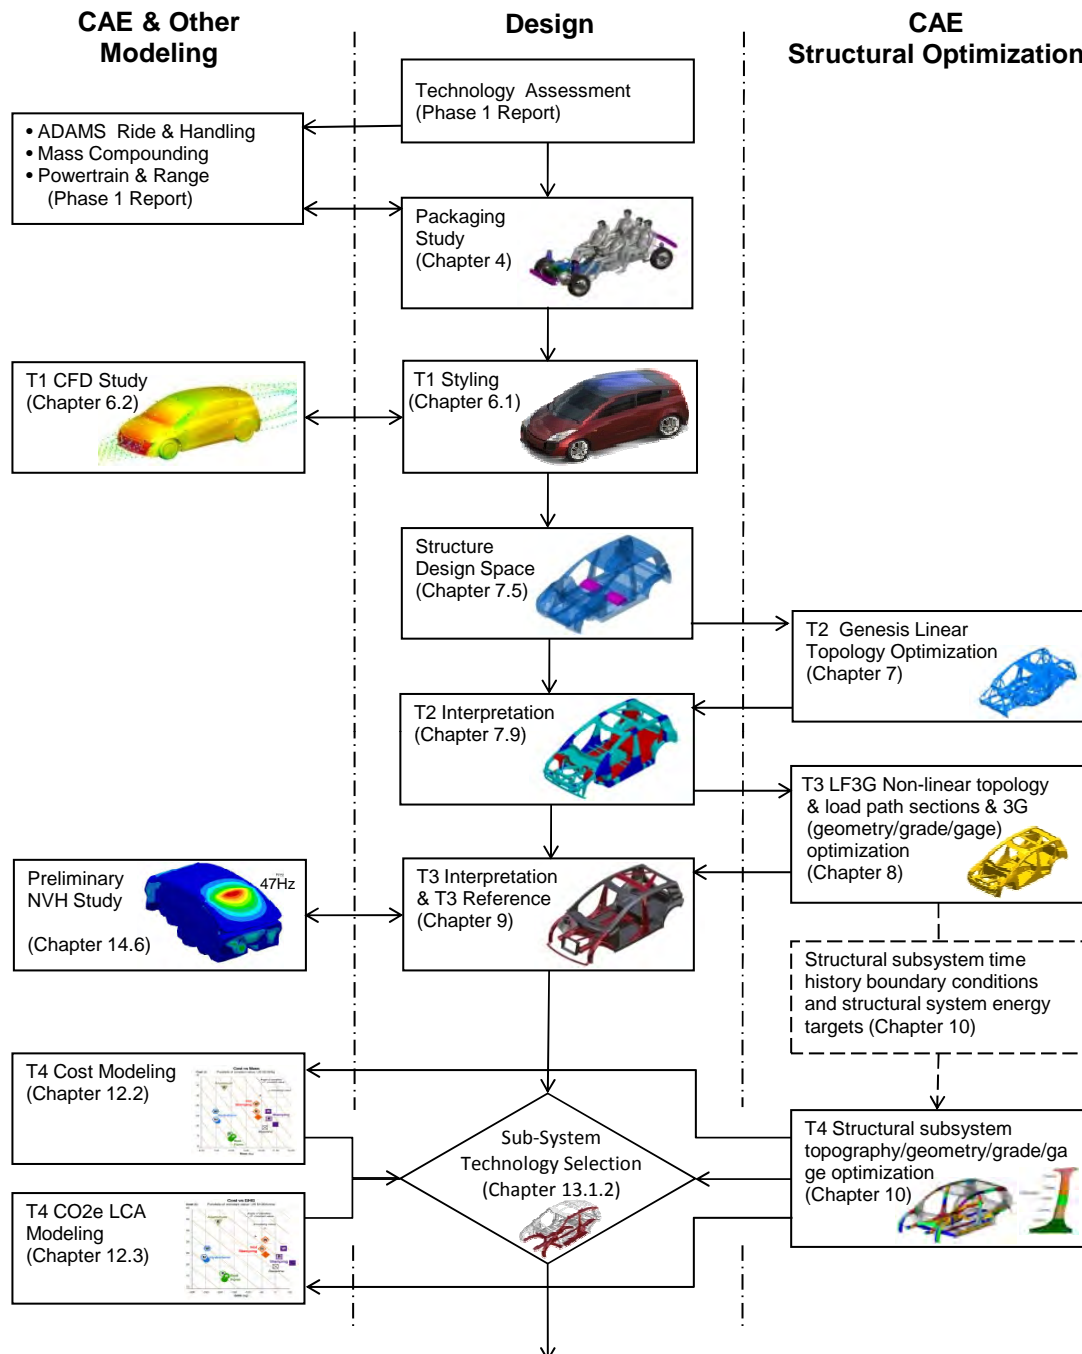 CAE & Other
Modeling
Design
CAE
Structural Optimization
Technology Assessment
(Phase 1 Report)
• ADAMS Ride & Handling
• Mass Compounding
• Powertrain & Range
(Phase 1 Report)
Packaging
Study
(Chapter 4)
T1 CFD Study
(Chapter 6.2)
T1 Styling
(Chapter 6.1)
Structure
Design Space
(Chapter 7.5)
T2 Genesis Linear
Topology Optimization
(Chapter 7)
T2 Interpretation
(Chapter 7.9)
T3 LF3G Non-linear topology
& load path sections & 3G
(geometry/grade/gage)
optimization
(Chapter 8)
Preliminary
NVH Study
(Chapter 14.6)
47Hz
T3 Interpretation
& T3 Reference
(Chapter 9)
Structural subsystem time
history boundary conditions
and structural system energy
targets (Chapter 10)
T4 Cost Modeling
(Chapter 12.2)
Cost vs Mass
Sub-System
Technology Selection
(Chapter 13.1.2)
T4 Structural subsystem
topography/geometry/grade/ga
ge optimization
(Chapter 10)
T4 CO2e LCA
Modeling
(Chapter 12.3)
Cost vs GHG